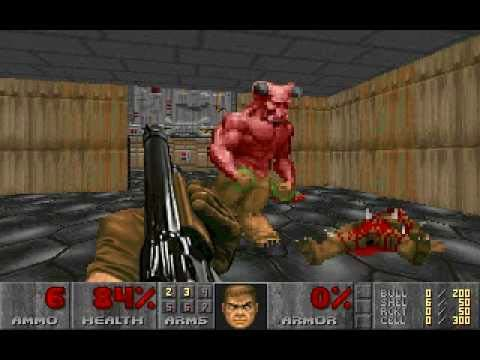 6 84% 2 3 4 0% BULL 0 / 200
SHEL 6 / 50
5 6 7 RCKT 0 / 50
AMMO HEALTH ARMS ARMOR CELL 0 / 300